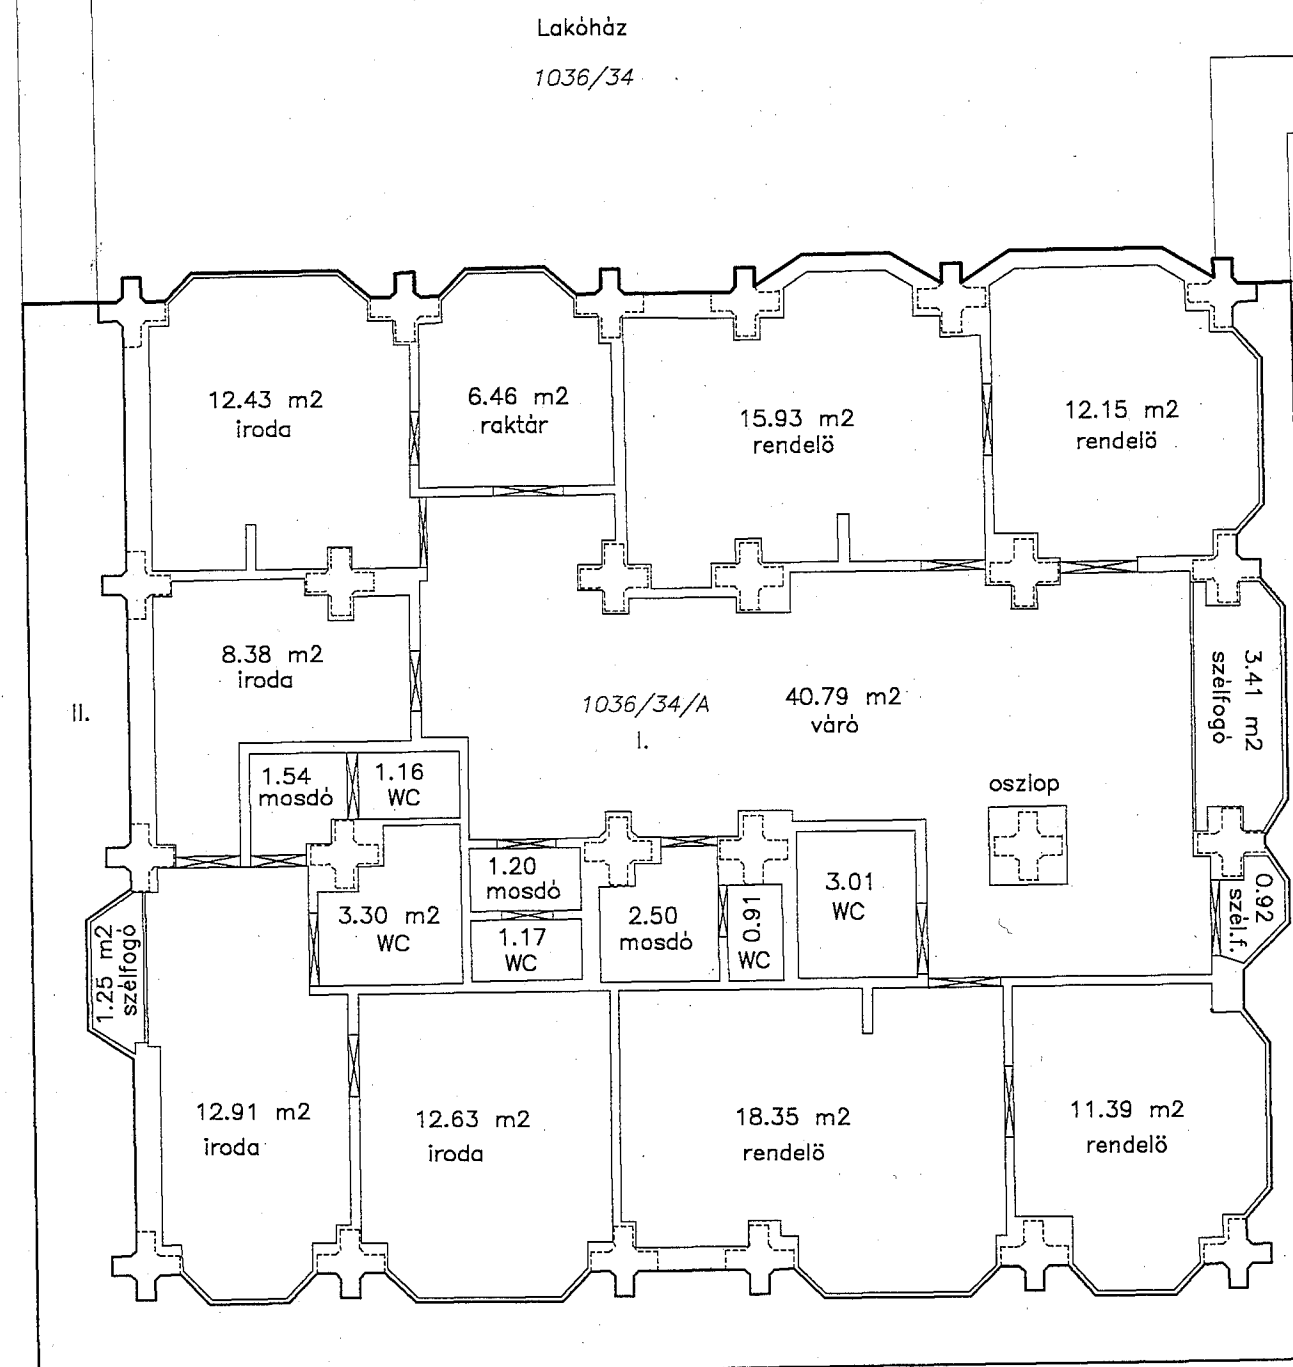 Lakóház
1036/34
12.43 m2
iroda
6.46 m2
raktár
15.93 m2
rendelö
12.15 m2
rendelö
8.38 m2
iroda
3.41 m2
szélfogó
II.
1036/34/A
I.
40.79 m2
váró
1.54
mosdó
1.16
WC
oszlop
1.20
mosdó
3.30 m2
WC
1.17
WC
2.50
mosdó
0.91
WC
3.01
WC
0.92
szél.f.
1.25 m2
szélfogó
12.91 m2
iroda
12.63 m2
iroda
18.35 m2
rendelö
11.39 m2
rendelö